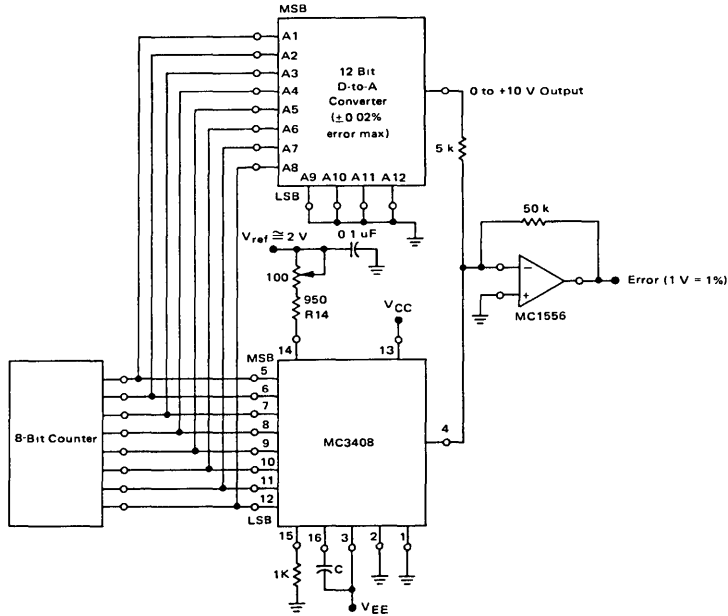 MSB
A1
A2
A3
A4
A5
A6
A7
A8
12 Bit
D-to-A
Converter
(±0 02%
error max)
A9 A10 A11 A12
LSB
0 to +10 V Output
5 k
50 k
Vref ≅ 2 V
0 1 uF
100
950
R14
VCC
Error (1 V = 1%)
MC1556
14
13
MSB
5
6
7
8
9
10
11
12
LSB
8-Bit Counter
MC3408
4
15
16
3
2
1
1K
C
VEE